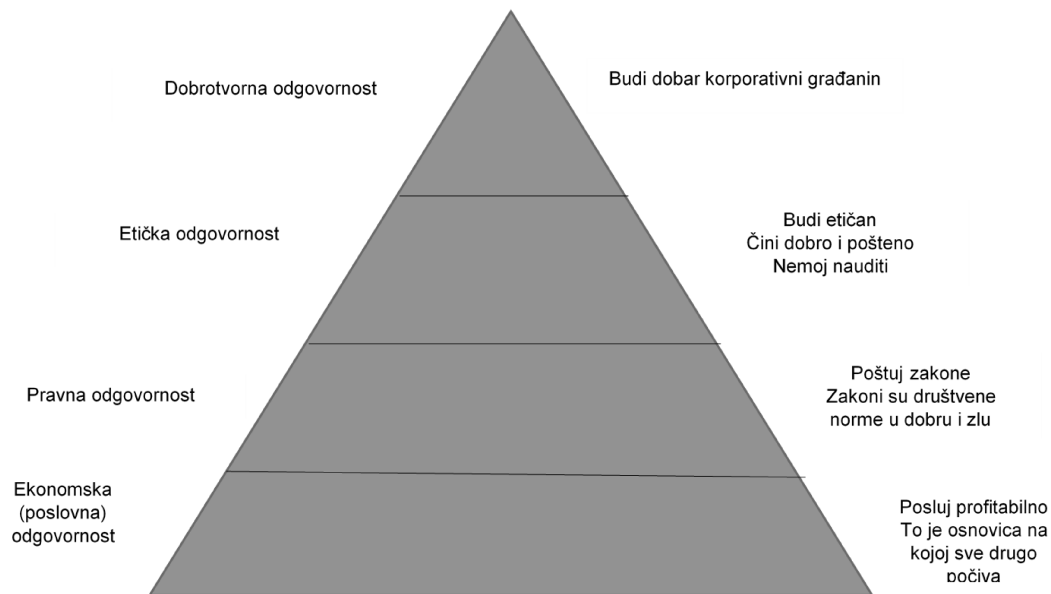 Dobrotvorna odgovornost
Budi dobar korporativni građanin
Etička odgovornost
Budi etičan
Čini dobro i pošteno
Nemoj nauditi
Pravna odgovornost
Poštuj zakone
Zakoni su društvene
norme u dobru i zlu
Ekonomska
(poslovna)
odgovornost
Posluj profitabilno
To je osnovica na
kojoj sve drugo
počiva